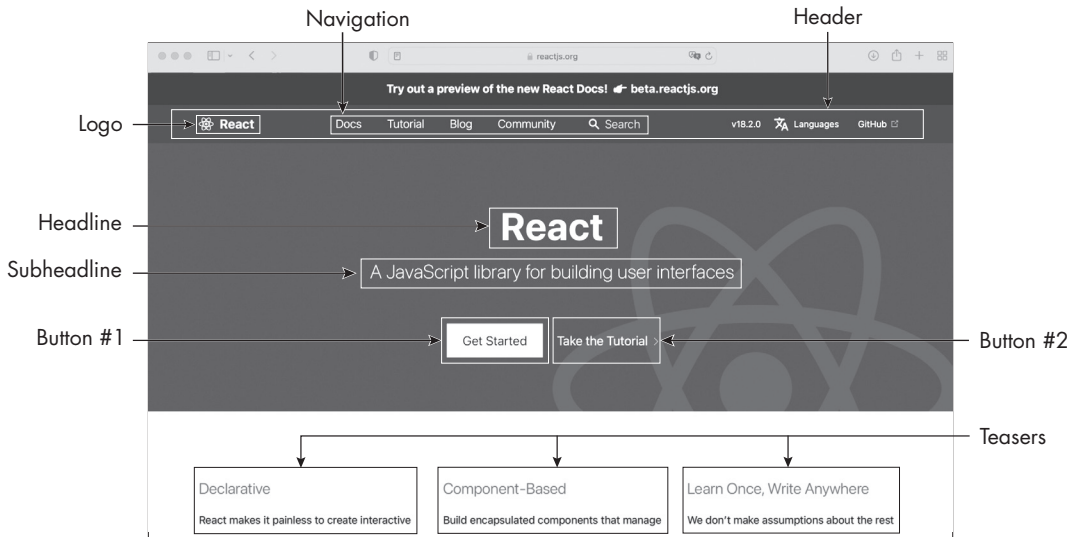 Navigation
Header
reactjs.org
Try out a preview of the new React Docs! beta.reactjs.org
Logo
React
Docs Tutorial Blog Community Search
v18.2.0 Languages GitHub
Headline
React
Subheadline
A JavaScript library for building user interfaces
Button #1
Get Started
Take the Tutorial >
Button #2
Teasers
Declarative
Component-Based
Learn Once, Write Anywhere
React makes it painless to create interactive
Build encapsulated components that manage
We don't make assumptions about the rest